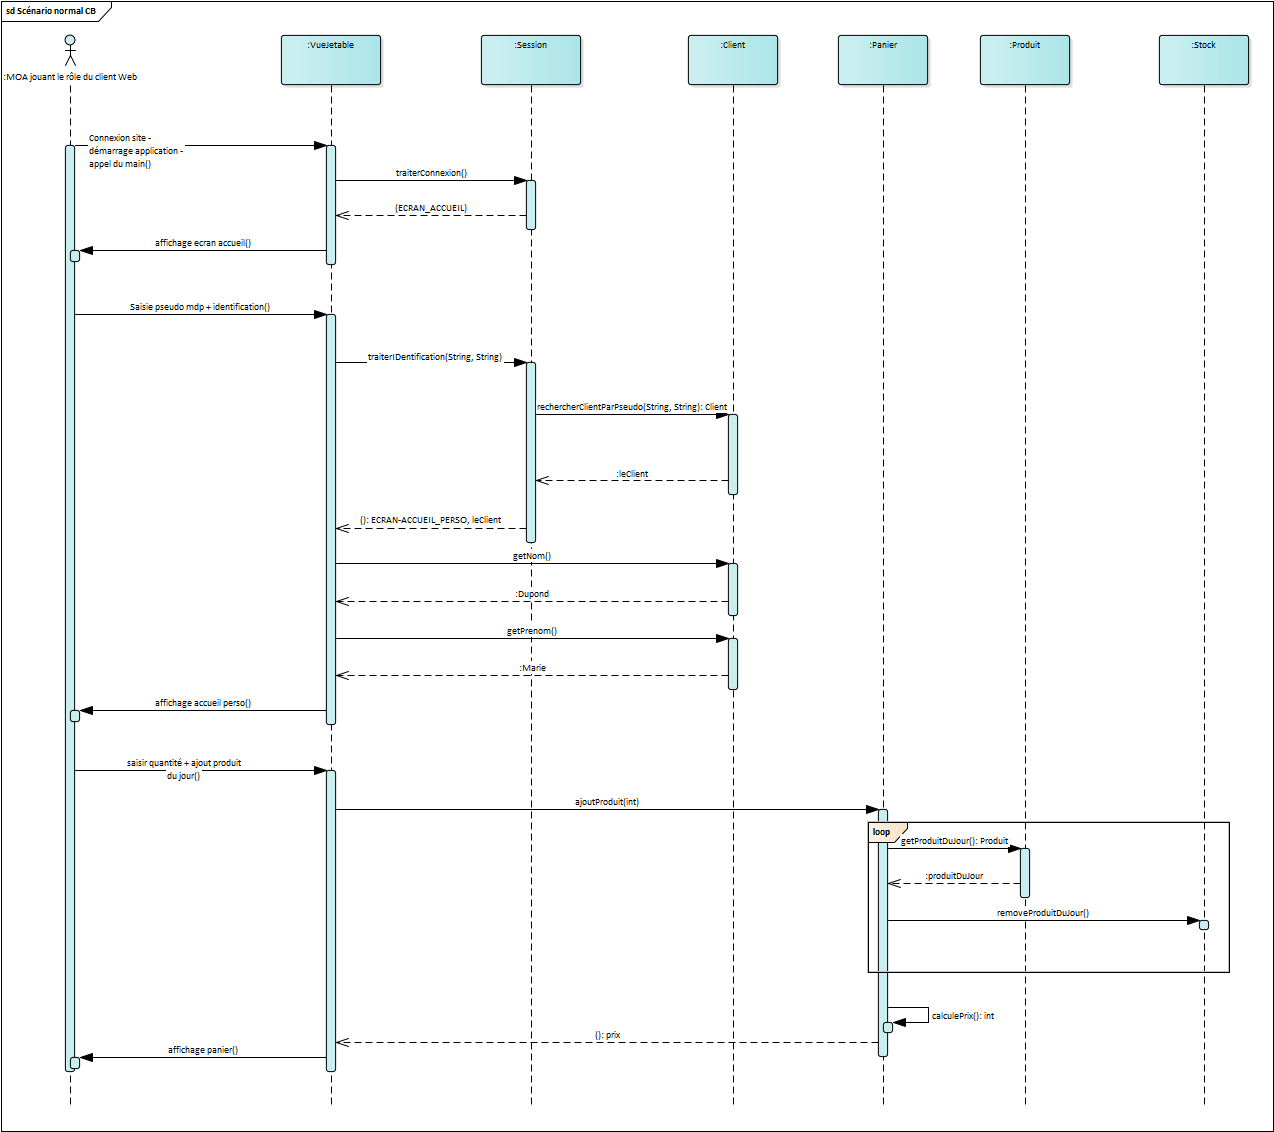 sd Scénario normal CB
:MOA jouant le rôle du client Web
:VueJetable
:Session
:Client
:Panier
:Produit
:Stock
Connexion site -
démarrage application -
appel du main()
traiterConnexion()
(ECRAN_ACCUEIL)
affichage ecran accueil()
Saisie pseudo mdp + identification()
traiterIDentification(String, String)
rechercherClientParPseudo(String, String): Client
:leClient
(): ECRAN-ACCUEIL_PERSO, leClient
getNom()
:Dupond
getPrenom()
:Marie
affichage accueil perso()
saisir quantité + ajout produit
du jour()
ajoutProduit(int)
loop
getProduitDuJour(): Produit
:produitDuJour
removeProduitDuJour()
calculePrix(): int
(): prix
affichage panier()